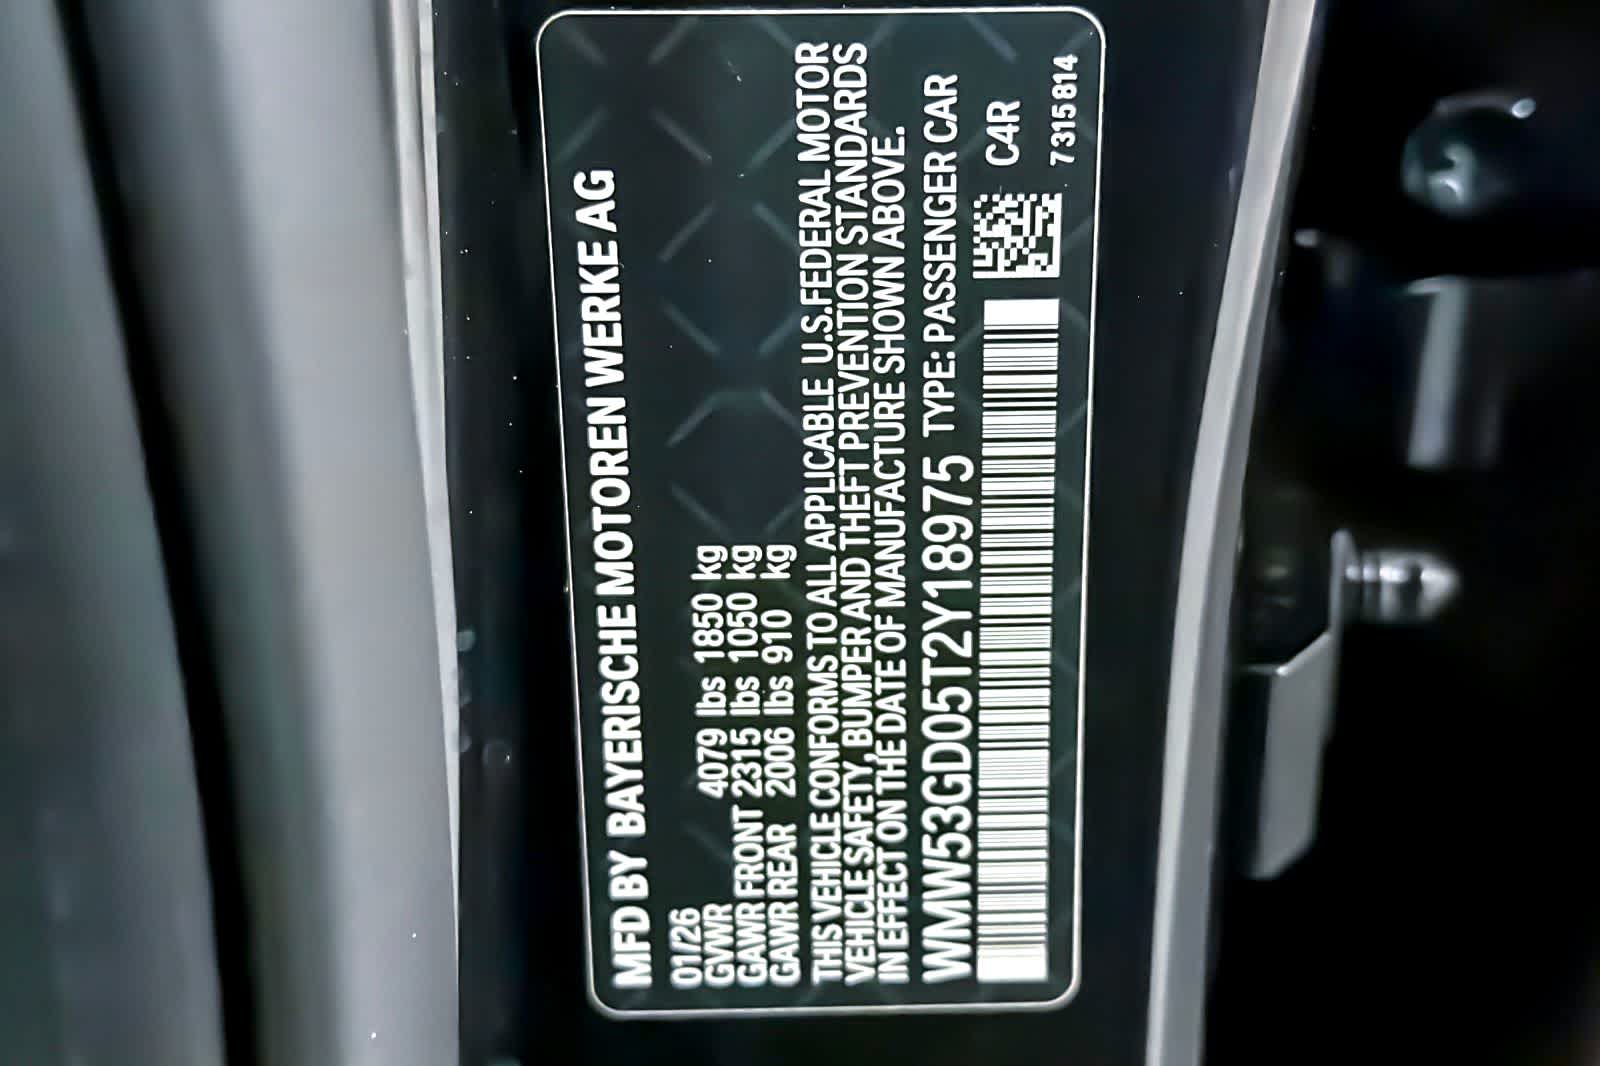 MFD BY BAYERISCHE MOTOREN WERKE AG
01/26
GVWR 4079 lbs 1850 kg
GAWR FRONT 2315 lbs 1050 kg
GAWR REAR 2006 lbs 910 kg
THIS VEHICLE CONFORMS TO ALL APPLICABLE U.S.FEDERAL MOTOR
VEHICLE SAFETY, BUMPER AND THEFT PREVENTION STANDARDS
IN EFFECT ON THE DATE OF MANUFACTURE SHOWN ABOVE.
WMW53GD05T2Y18975 TYPE: PASSENGER CAR
C4R
7315814